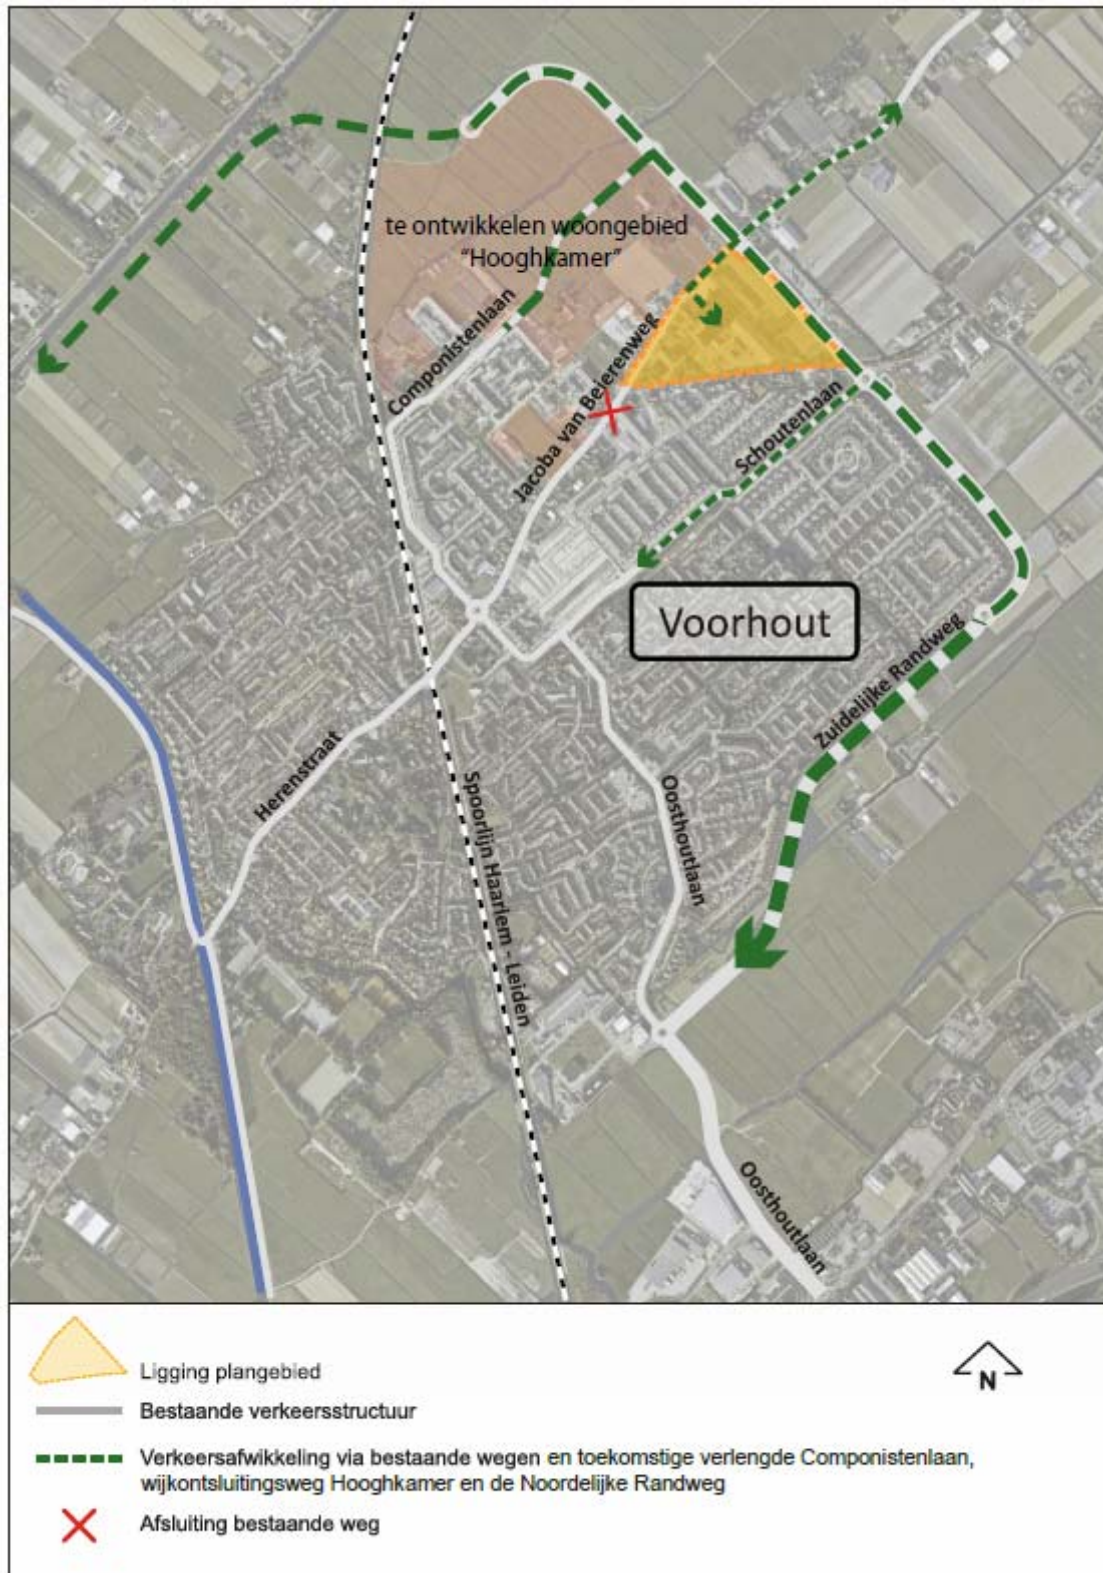 te ontwikkelen woongebied
“Hooghkamer”
Componistenlaan
Jacoba van Beierenweg
Schoutenlaan
Voorhout
Zuidelijke Randweg
Herenstraat
Spoorlijn Haarlem - Leiden
Oosthoutlaan
Oosthoutlaan
Ligging plangebied
N
Bestaande verkeersstructuur
Verkeersafwikkeling via bestaande wegen en toekomstige verlengde Componistenlaan,
wijkontsluitingsweg Hooghkamer en de Noordelijke Randweg
Afsluiting bestaande weg